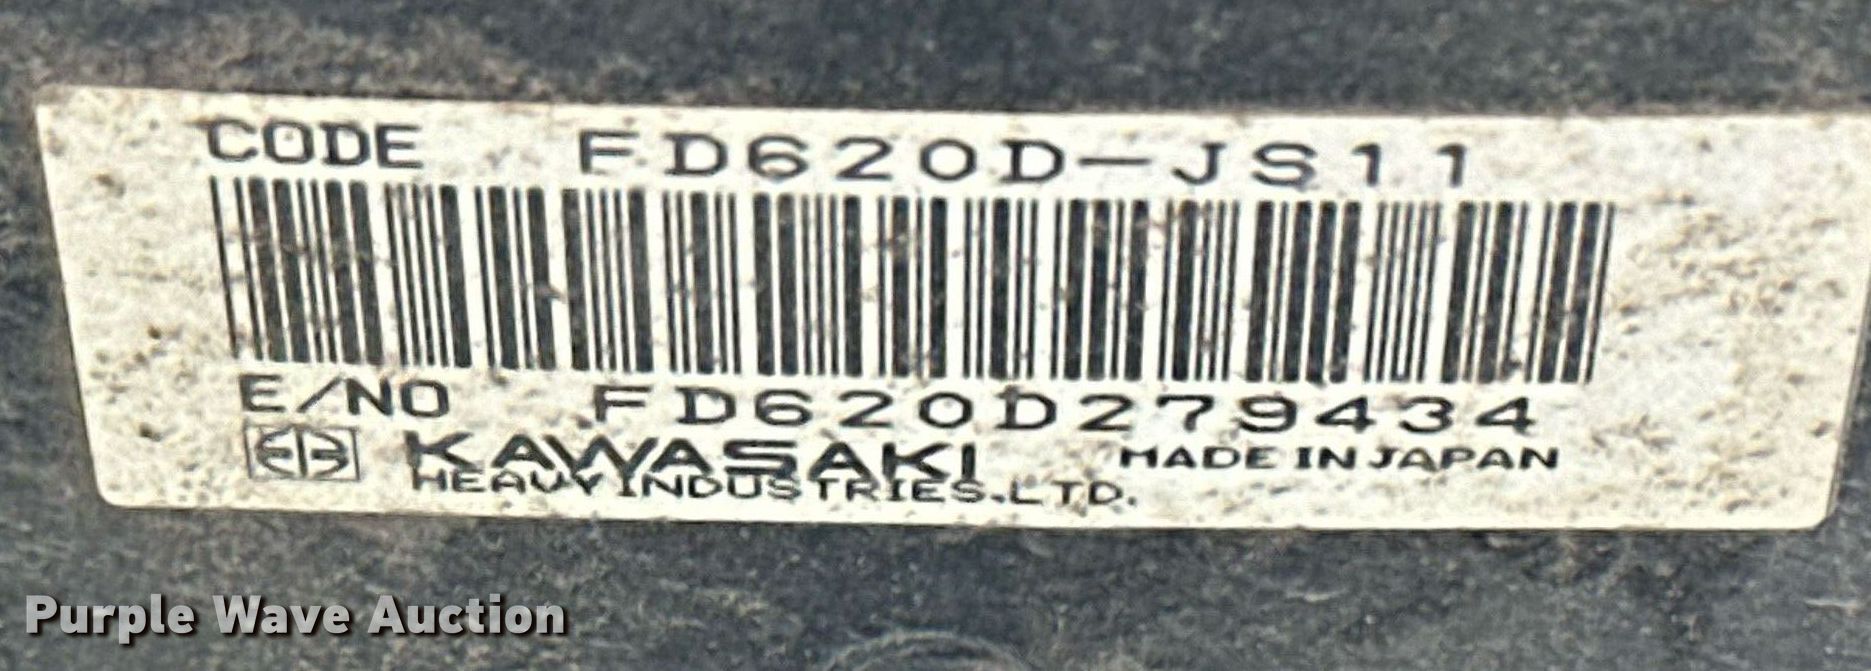 CODE FD620D-JS11
E/NO FD620D279434
KAWASAKI MADE IN JAPAN
HEAVY INDUSTRIES.LTD.
Purple Wave Auction